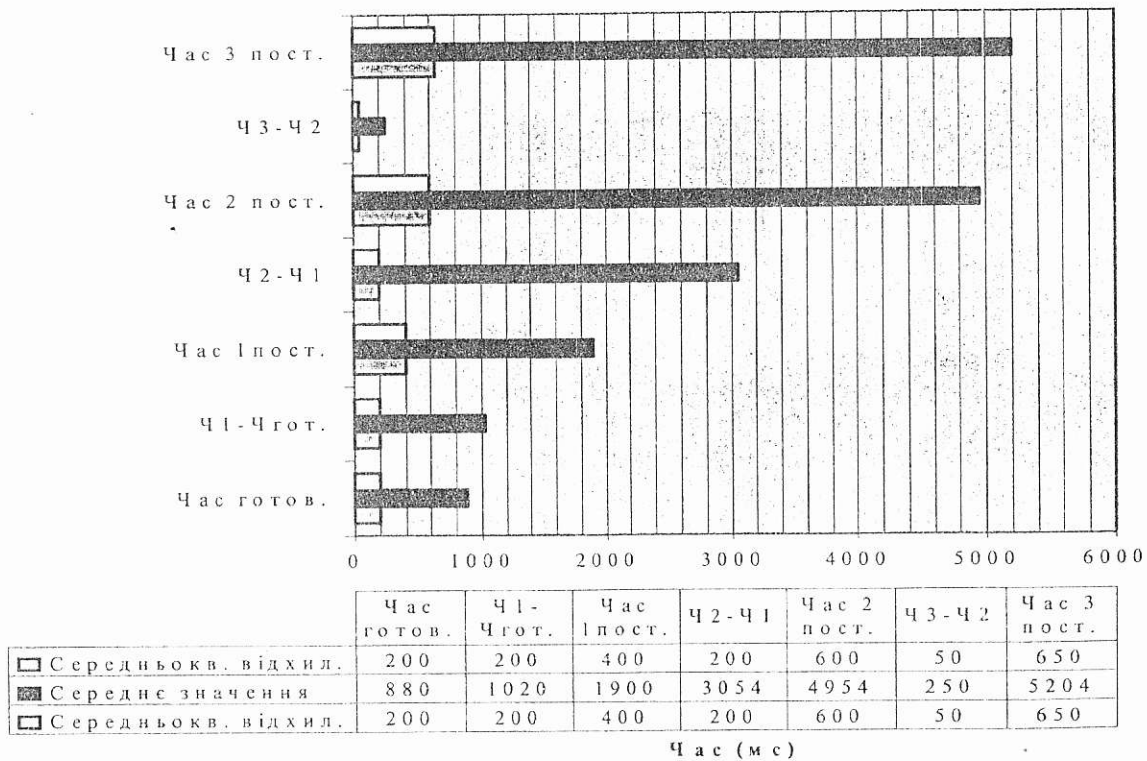 Час 3 пост.
Ч3-Ч2
Час 2 пост.
Ч2-Ч1
Час 1пост.
Ч1-Чгот.
Час готов.
0 1000 2000 3000 4000 5000 6000
Час готов. Ч1-Чгот. Час 1пост. Ч2-Ч1 Час 2 пост. Ч3-Ч2 Час 3 пост.
Середньокв. відхил. 200 200 400 200 600 50 650
Середнє значення 880 1020 1900 3054 4954 250 5204
Середньокв. відхил. 200 200 400 200 600 50 650
Час (мс)